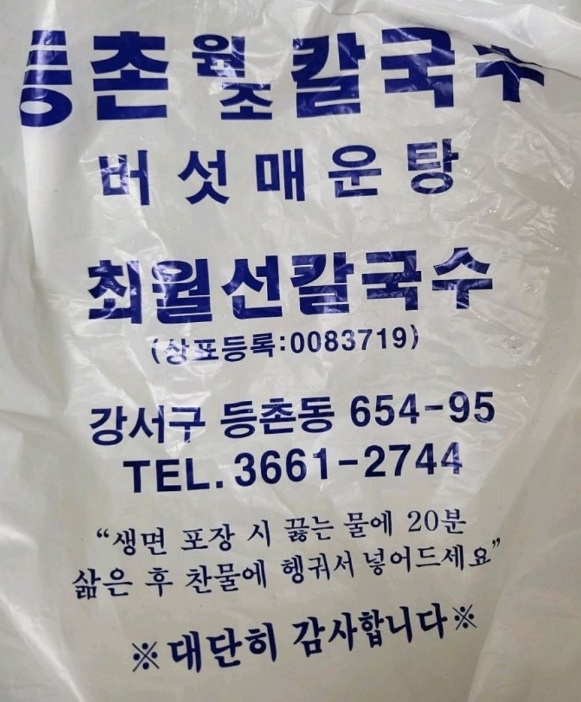 등촌 원조 칼국수
버섯매운탕
최월선칼국수
(상표등록:0083719)
강서구 등촌동 654-95
TEL. 3661-2744
“생면 포장 시 끓는 물에 20분
삶은 후 찬물에 헹궈서 넣어드세요”
※대단히 감사합니다※